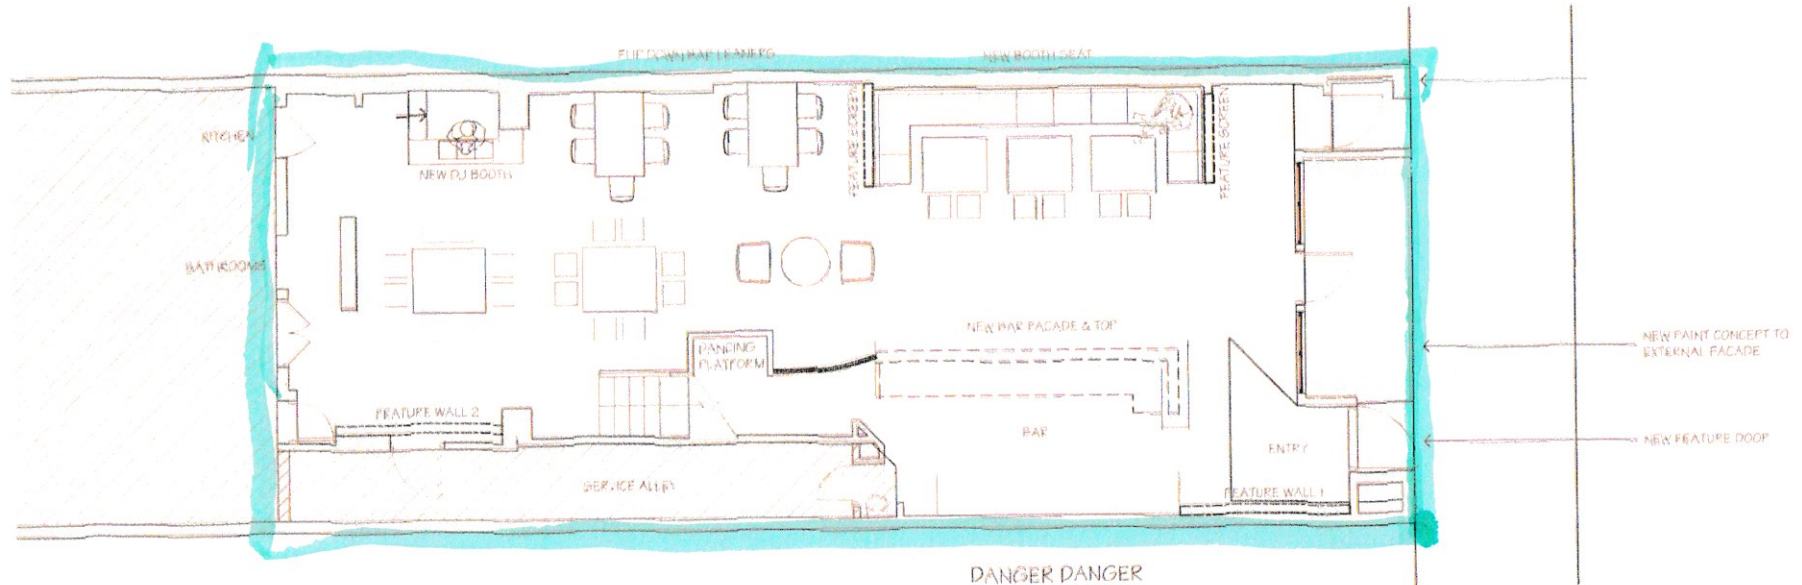 FLIP DOWN BAR LEANERS
NEW BOOTH SEAT
KITCHEN
FEATURE SCREEN
FEATURE SCREEN
NEW DJ BOOTH
BATHROOMS
NEW BAR FACADE & TOP
NEW PAINT CONCEPT TO
EXTERNAL FACADE
DANCING
PLATFORM
FEATURE WALL 2
BAR
ENTRY
NEW FEATURE DOOR
SERVICE ALLEY
FEATURE WALL 1
DANGER DANGER